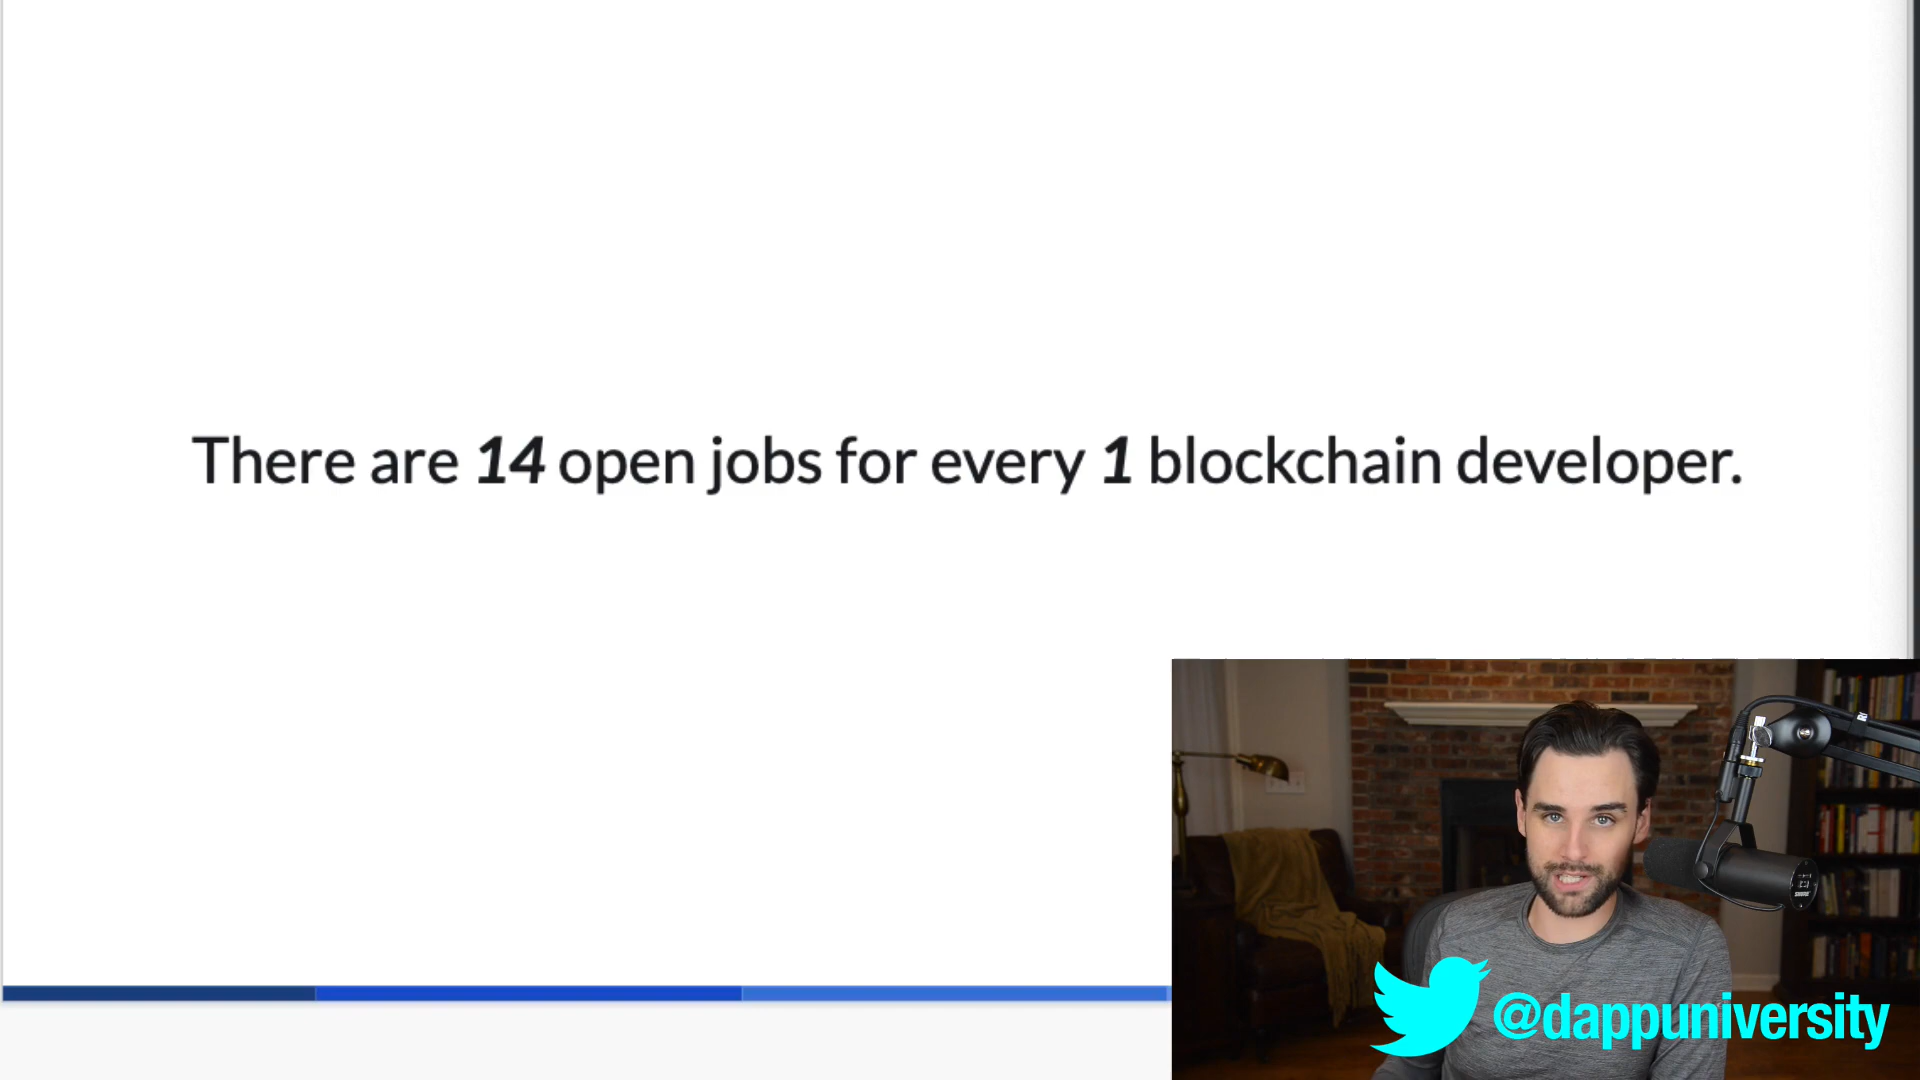 There are 14 open jobs for every 1 blockchain developer.
@dappuniversity